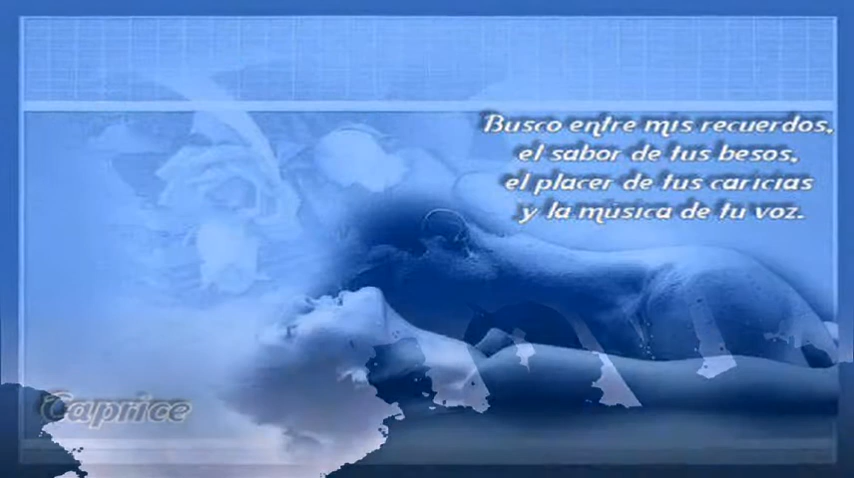 Busco entre mis recuerdos,
el sabor de tus besos,
el placer de tus caricias
y la música de tu voz.
Caprice